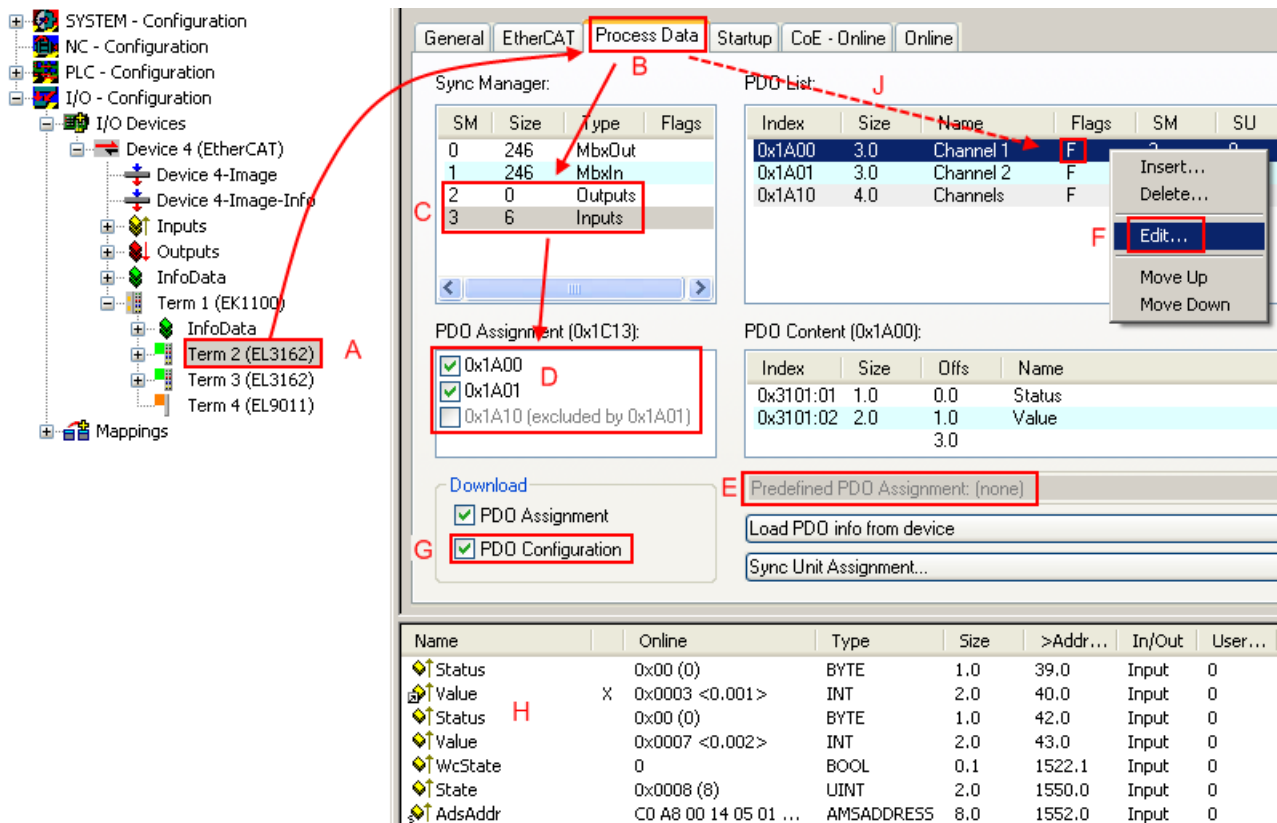 SYSTEM - Configuration
NC - Configuration
PLC - Configuration
I/O - Configuration
I/O Devices
Device 4 (EtherCAT)
Device 4-Image
Device 4-Image-Info
Inputs
Outputs
InfoData
Term 1 (EK1100)
InfoData
Term 2 (EL3162) A
Term 3 (EL3162)
Term 4 (EL9011)
Mappings
General EtherCAT Process Data Startup CoE - Online Online
B
J
Sync Manager:
SM Size Type Flags
0 246 MbxOut
1 246 MbxIn
2 0 Outputs
3 6 Inputs
C
PDO List:
Index Size Name Flags SM SU
0x1A00 3.0 Channel 1 F
0x1A01 3.0 Channel 2 F
0x1A10 4.0 Channels F
Insert...
Delete...
F Edit...
Move Up
Move Down
PDO Assignment (0x1C13):
0x1A00
0x1A01
0x1A10 (excluded by 0x1A01)
D
PDO Content (0x1A00):
Index Size Offs Name
0x3101:01 1.0 0.0 Status
0x3101:02 2.0 1.0 Value
3.0
Download
PDO Assignment
G PDO Configuration
E Predefined PDO Assignment: (none)
Load PDO info from device
Sync Unit Assignment...
Name Online Type Size >Addr... In/Out User...
Status 0x00 (0) BYTE 1.0 39.0 Input 0
Value X 0x0003 <0.001> INT 2.0 40.0 Input 0
Status 0x00 (0) BYTE 1.0 42.0 Input 0
H
Value 0x0007 <0.002> INT 2.0 43.0 Input 0
WcState 0 BOOL 0.1 1522.1 Input 0
State 0x0008 (8) UINT 2.0 1550.0 Input 0
AdsAddr C0 A8 00 14 05 01 ... AMSADDRESS 8.0 1552.0 Input 0